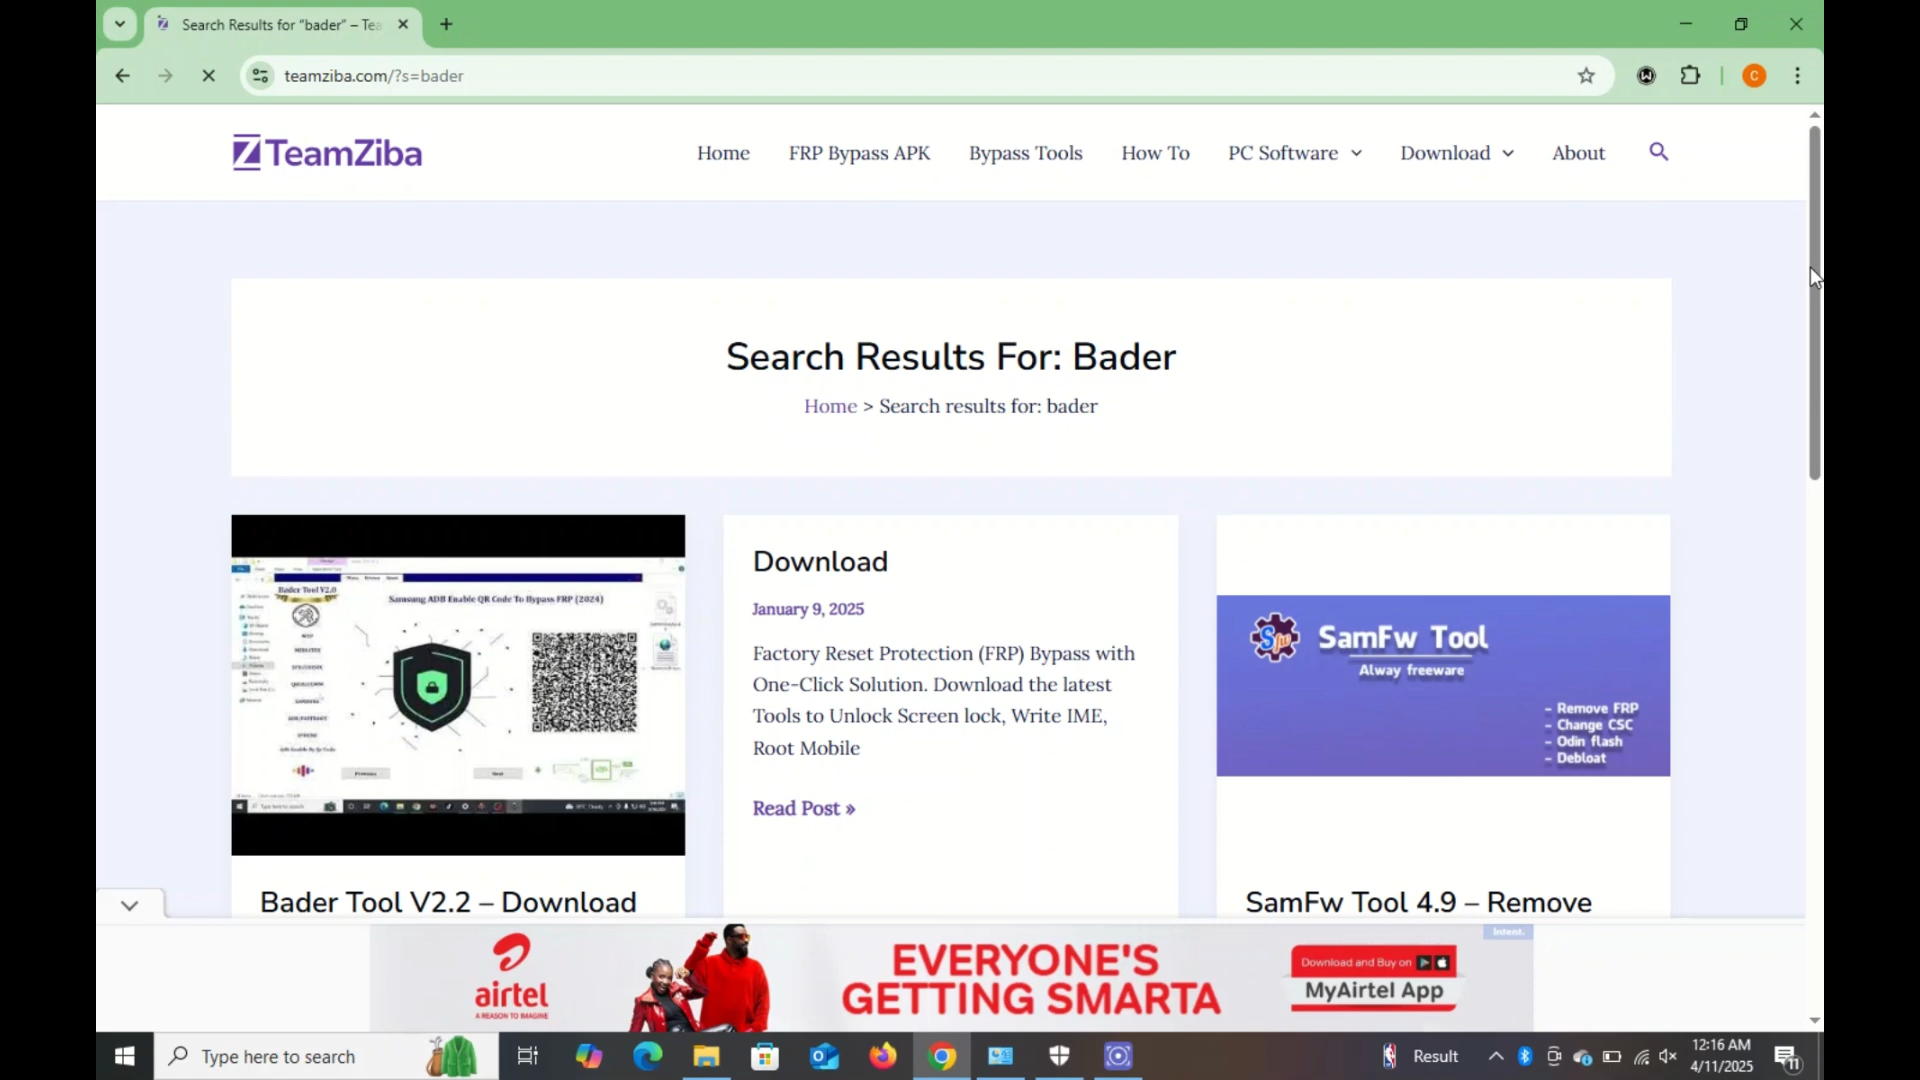 Search Results for "bader" – Tea
teamziba.com/?s=bader
C
TeamZiba
Home
FRP Bypass APK
Bypass Tools
How To
PC Software
Download
About
Search Results For: Bader
Home > Search results for: bader
Bader Tool V2.0
Samsung ADB Enable QR Code To Bypass FRP (2024)
Previous
Next
Bader Tool V2.2 – Download
Download
January 9, 2025
Factory Reset Protection (FRP) Bypass with
One-Click Solution. Download the latest
Tools to Unlock Screen lock, Write IME,
Root Mobile
Read Post »
Sfw
SamFw Tool
Alway freeware
- Remove FRP
- Change CSC
- Odin flash
- Debloat
SamFw Tool 4.9 – Remove
airtel
A REASON TO IMAGINE
EVERYONE'S
GETTING SMARTA
Download and Buy on
MyAirtel App
Intent.
Type here to search
Result
12:16 AM
4/11/2025
11